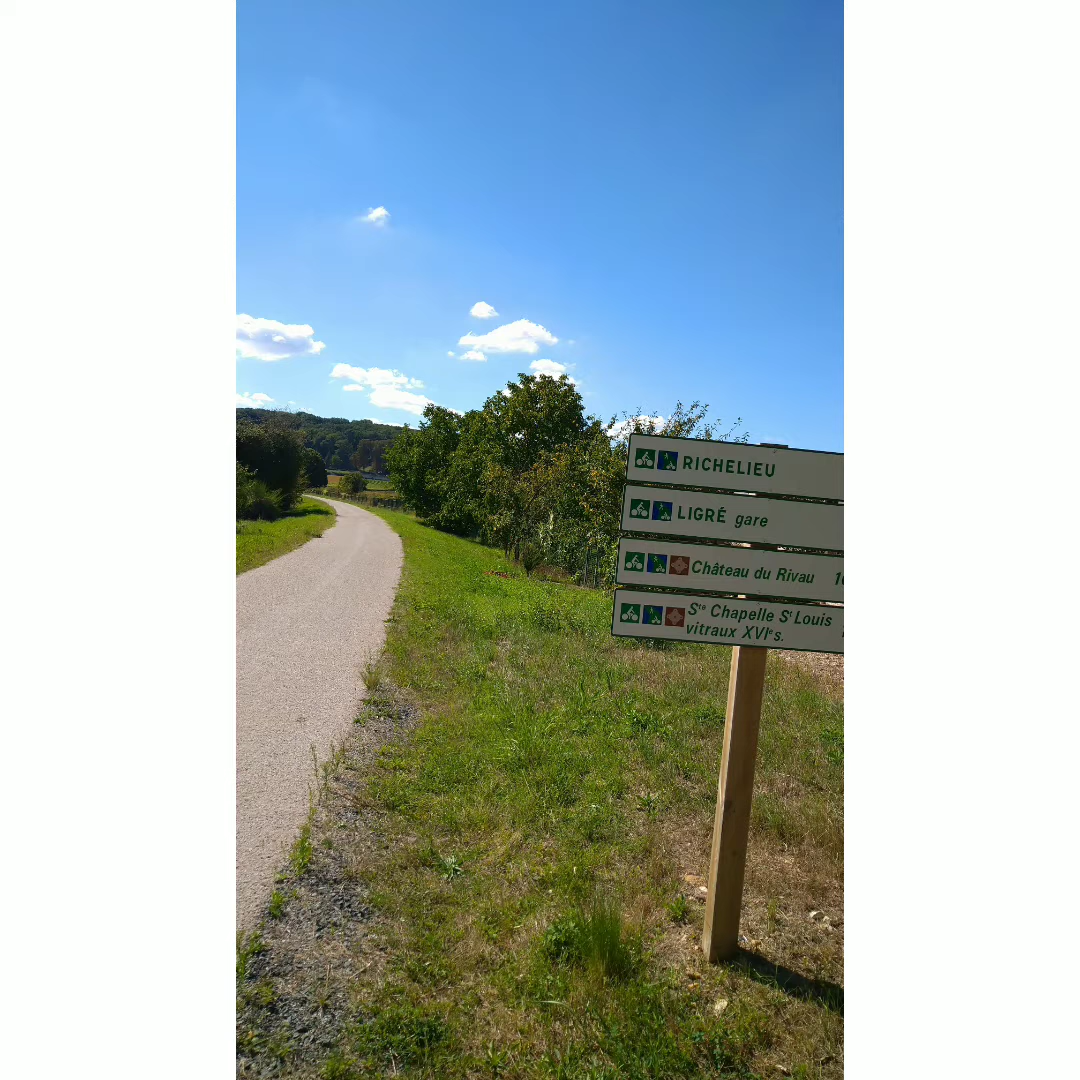 RICHELIEU
LIGRÉ gare
Château du Rivau
Ste Chapelle St Louis
vitraux XVIe s.